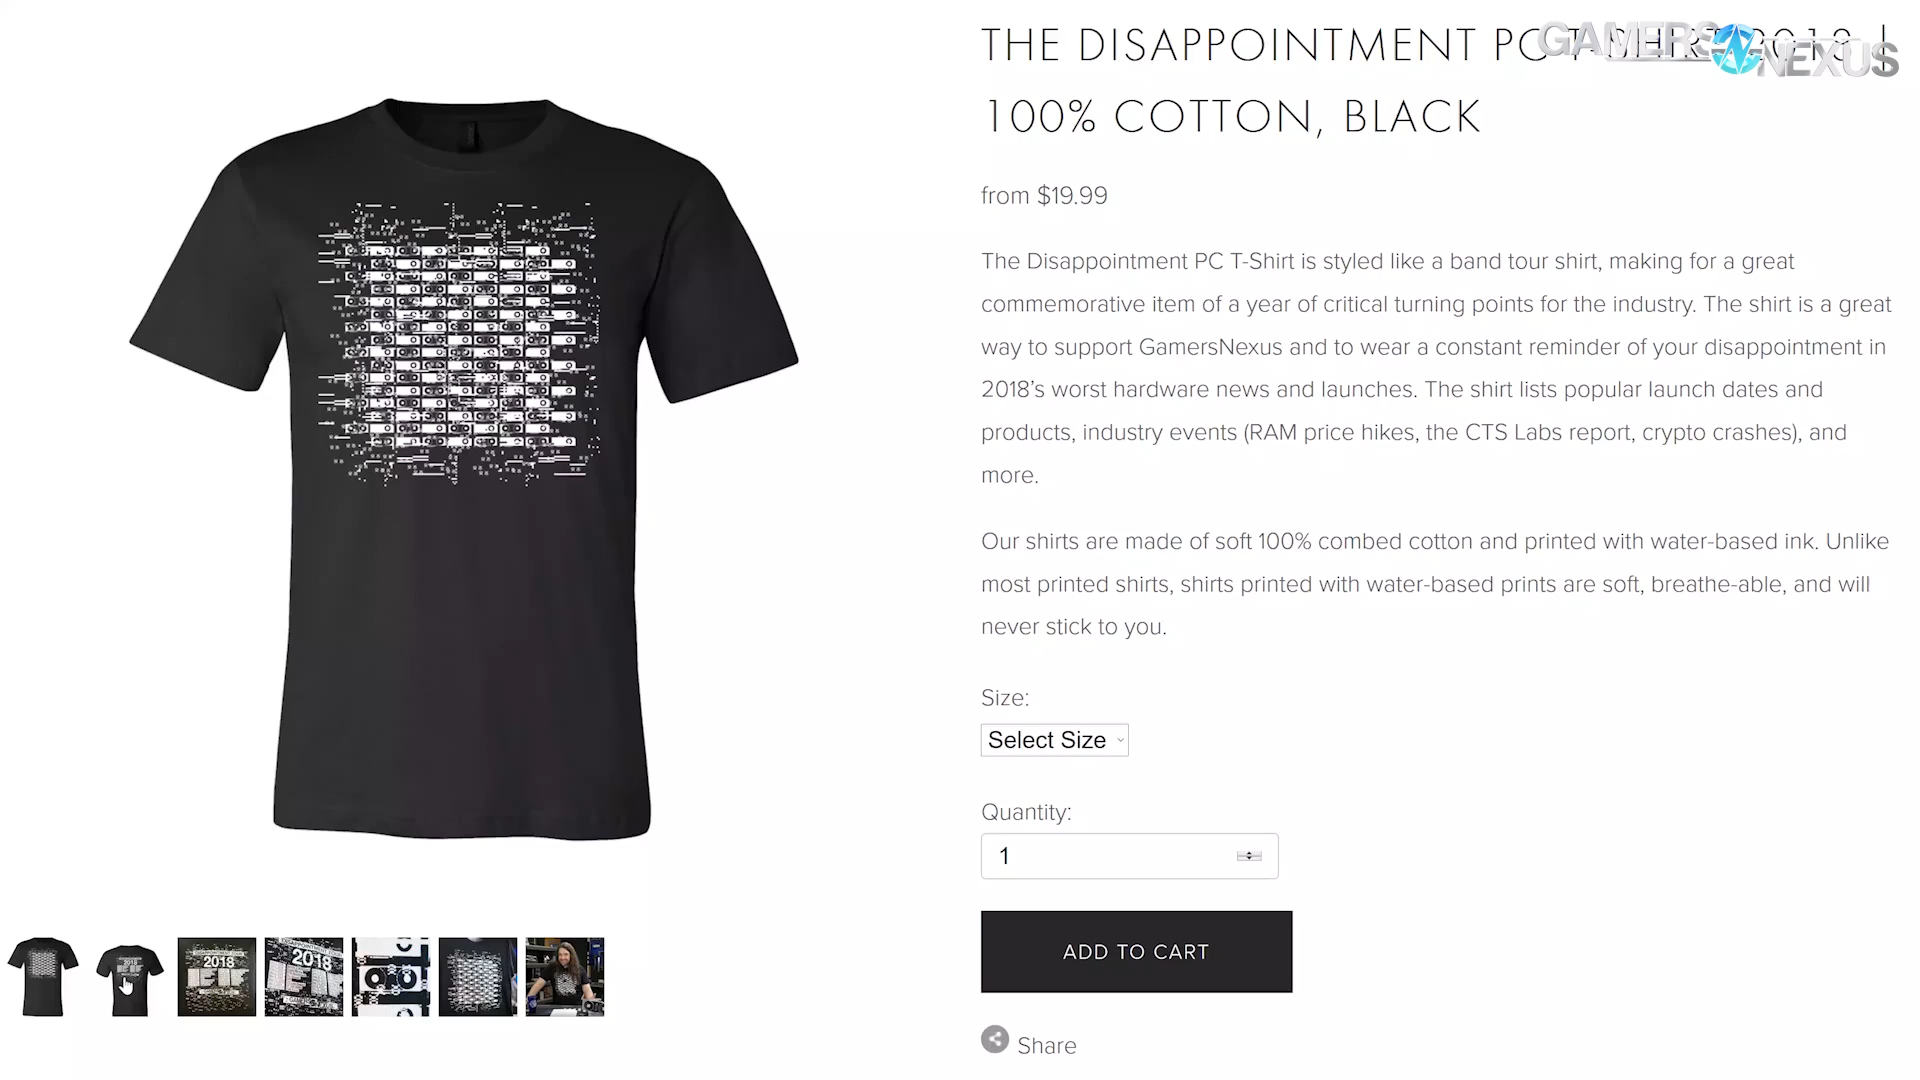 THE DISAPPOINTMENT PC T-SHIRT 2018 |
GAMERS NEXUS
100% COTTON, BLACK
from $19.99
The Disappointment PC T-Shirt is styled like a band tour shirt, making for a great
commemorative item of a year of critical turning points for the industry. The shirt is a great
way to support GamersNexus and to wear a constant reminder of your disappointment in
2018's worst hardware news and launches. The shirt lists popular launch dates and
products, industry events (RAM price hikes, the CTS Labs report, crypto crashes), and
more.
Our shirts are made of soft 100% combed cotton and printed with water-based ink. Unlike
most printed shirts, shirts printed with water-based prints are soft, breathe-able, and will
never stick to you.
Size:
Select Size
Quantity:
1
ADD TO CART
Share
2018
2018
2018